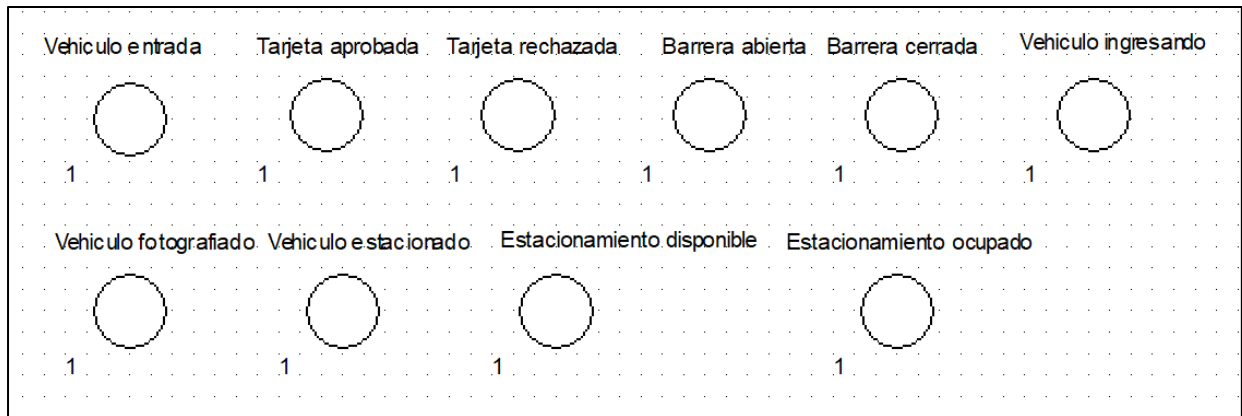 Vehiculo entrada Tarjeta aprobada Tarjeta rechazada Barrera abierta Barrera cerrada Vehiculo ingresando
1 1 1 1 1 1
Vehiculo fotografiado Vehiculo estacionado Estacionamiento disponible Estacionamiento ocupado
1 1 1 1